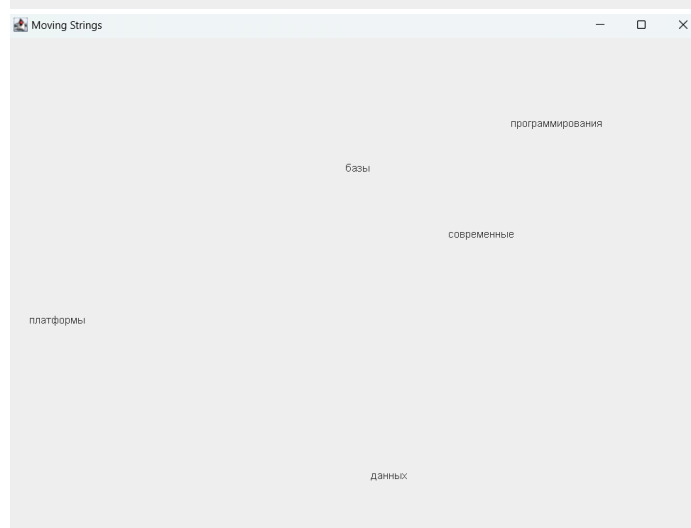 Moving Strings
программирования
базы
современные
платформы
данных